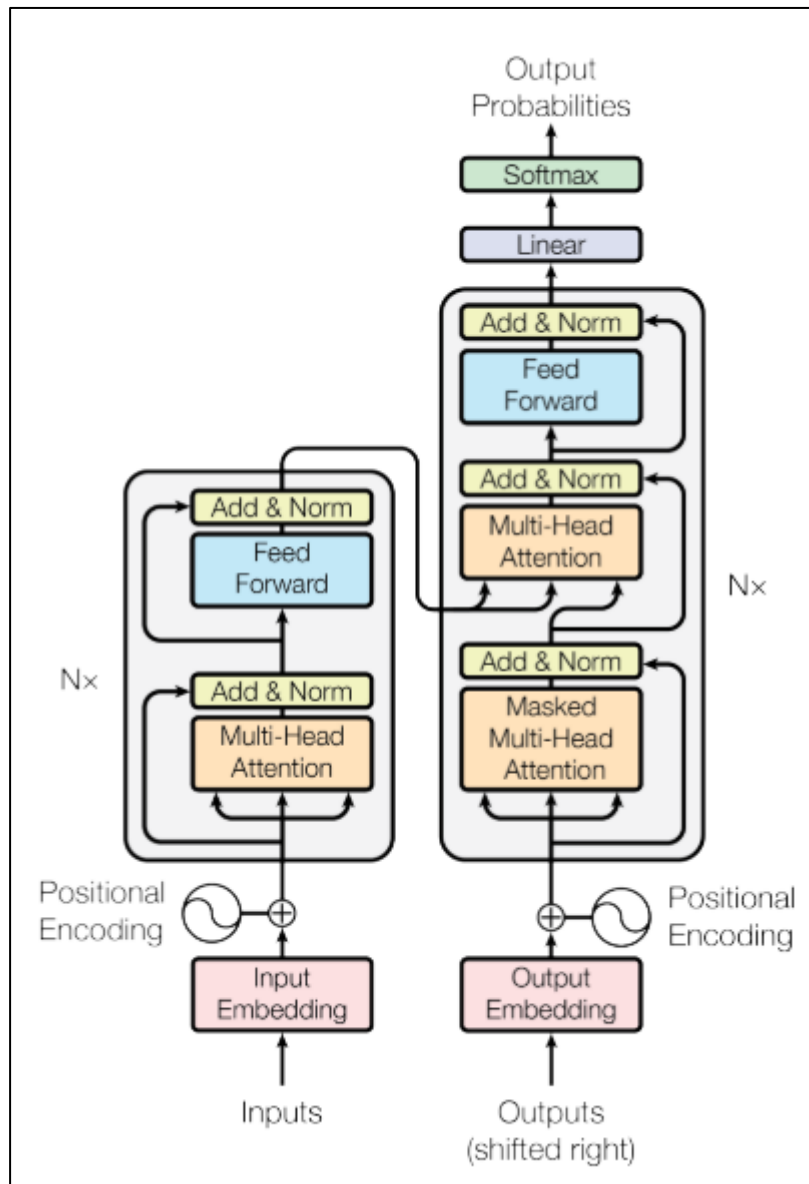 Output
Probabilities
Softmax
Linear
Add & Norm
Feed
Forward
Add & Norm
Multi-Head
Attention
Add & Norm
Masked
Multi-Head
Attention
Nx
Add & Norm
Feed
Forward
Add & Norm
Multi-Head
Attention
Nx
Positional
Encoding
Positional
Encoding
Input
Embedding
Output
Embedding
Inputs
Outputs
(shifted right)